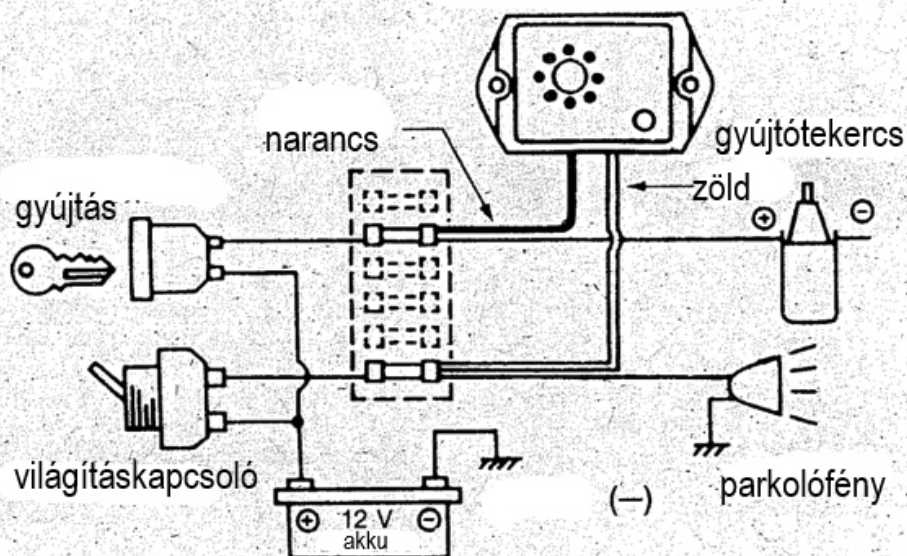 narancs
gyújtótekercs
zöld
gyújtás
+
−
világításkapcsoló
parkolófény
(—)
+ 12 V −
akku